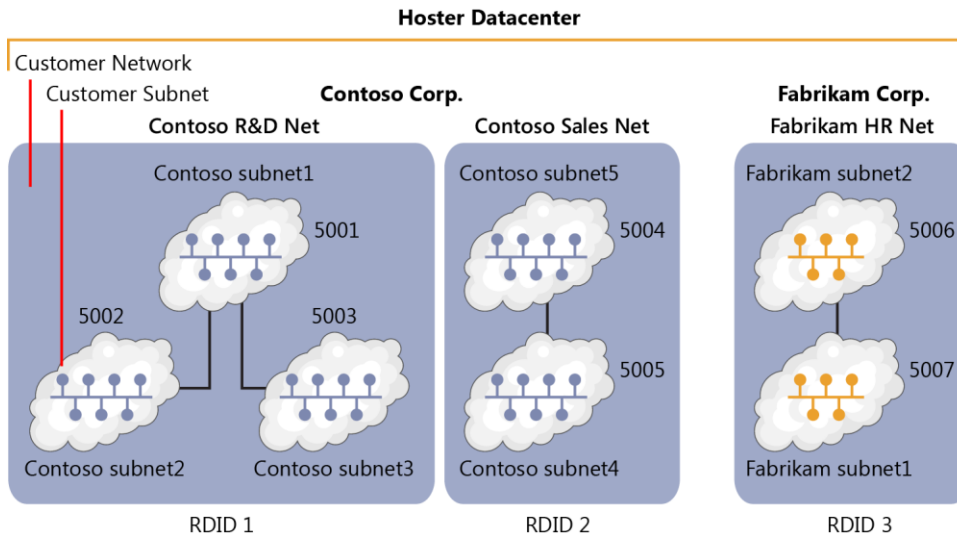 Hoster Datacenter
Customer Network
Customer Subnet
Contoso Corp.
Fabrikam Corp.
Contoso R&D Net
Contoso Sales Net
Fabrikam HR Net
Contoso subnet1
Contoso subnet5
Fabrikam subnet2
5001
5004
5006
5002
5003
5005
5007
Contoso subnet2
Contoso subnet3
Contoso subnet4
Fabrikam subnet1
RDID 1
RDID 2
RDID 3